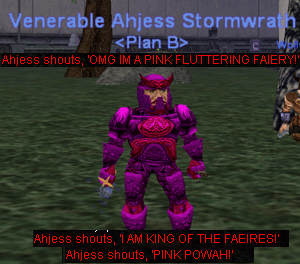 Venerable Ahjess Stormwrath
<Plan B>
Ahjess shouts, 'OMG IM A PINK FLUTTERING FAIERY!'
Ahjess shouts, 'I AM KING OF THE FAEIRES!'
Ahjess shouts, 'PINK POWAH!'